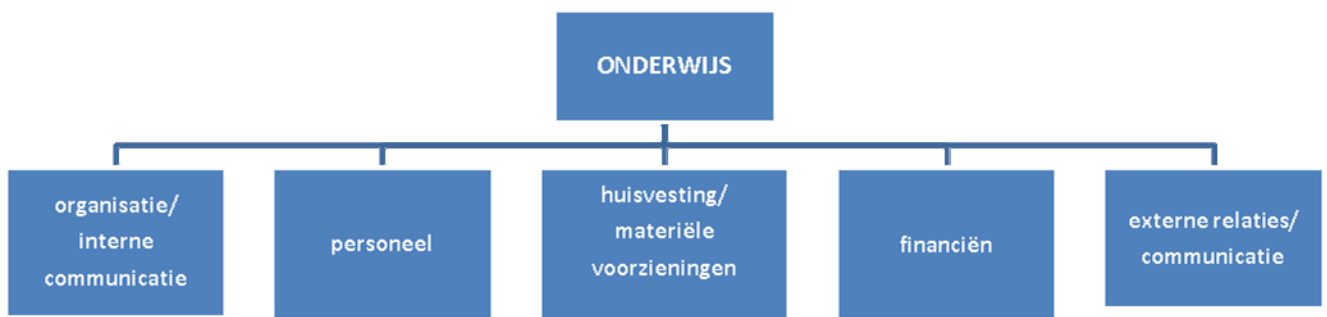 ONDERWIJS
organisatie/
interne
communicatie
personeel
huisvesting/
materiële
voorzieningen
financiën
externe relaties/
communicatie